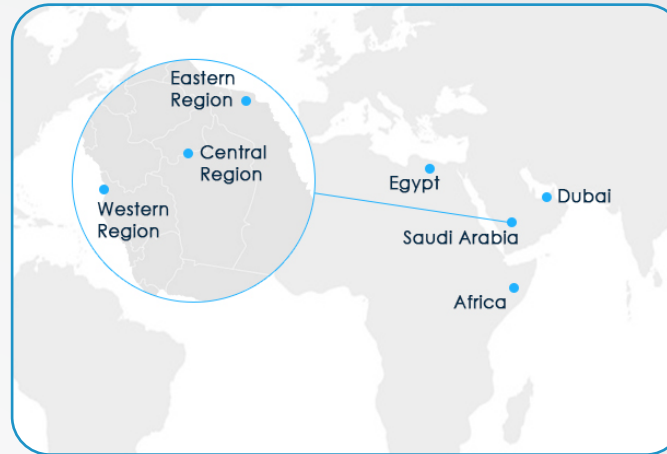 Eastern
Region
Central
Region
Western
Region
Egypt
Dubai
Saudi Arabia
Africa